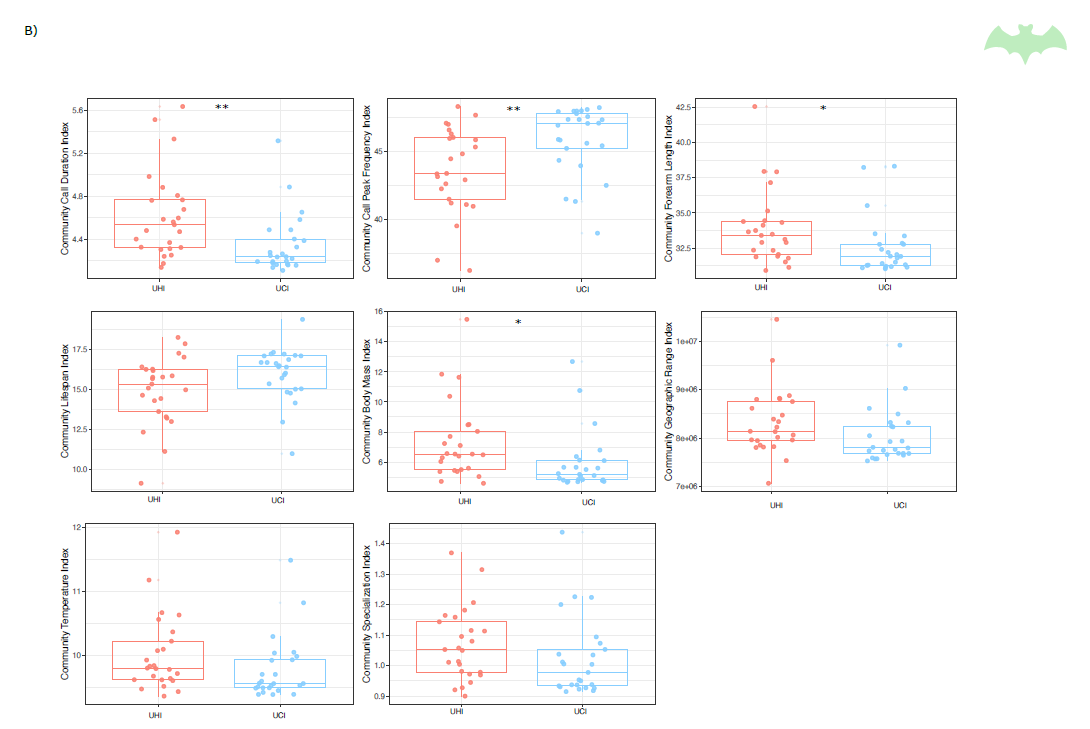 B)
**
**
*
Community Call Duration Index
5.6
5.2
4.8
4.4
UHI
UCI
Community Call Peak Frequency Index
45
40
UHI
UCI
Community Forearm Length Index
42.5
40.0
37.5
35.0
32.5
UHI
UCI
Community Lifespan Index
17.5
15.0
12.5
10.0
UHI
UCI
*
Community Body Mass Index
16
12
8
6
UHI
UCI
Community Geographic Range Index
1e+07
9e+06
8e+06
7e+06
UHI
UCI
Community Temperature Index
12
11
10
UHI
UCI
Community Specialization Index
1.4
1.3
1.2
1.1
1.0
0.9
UHI
UCI